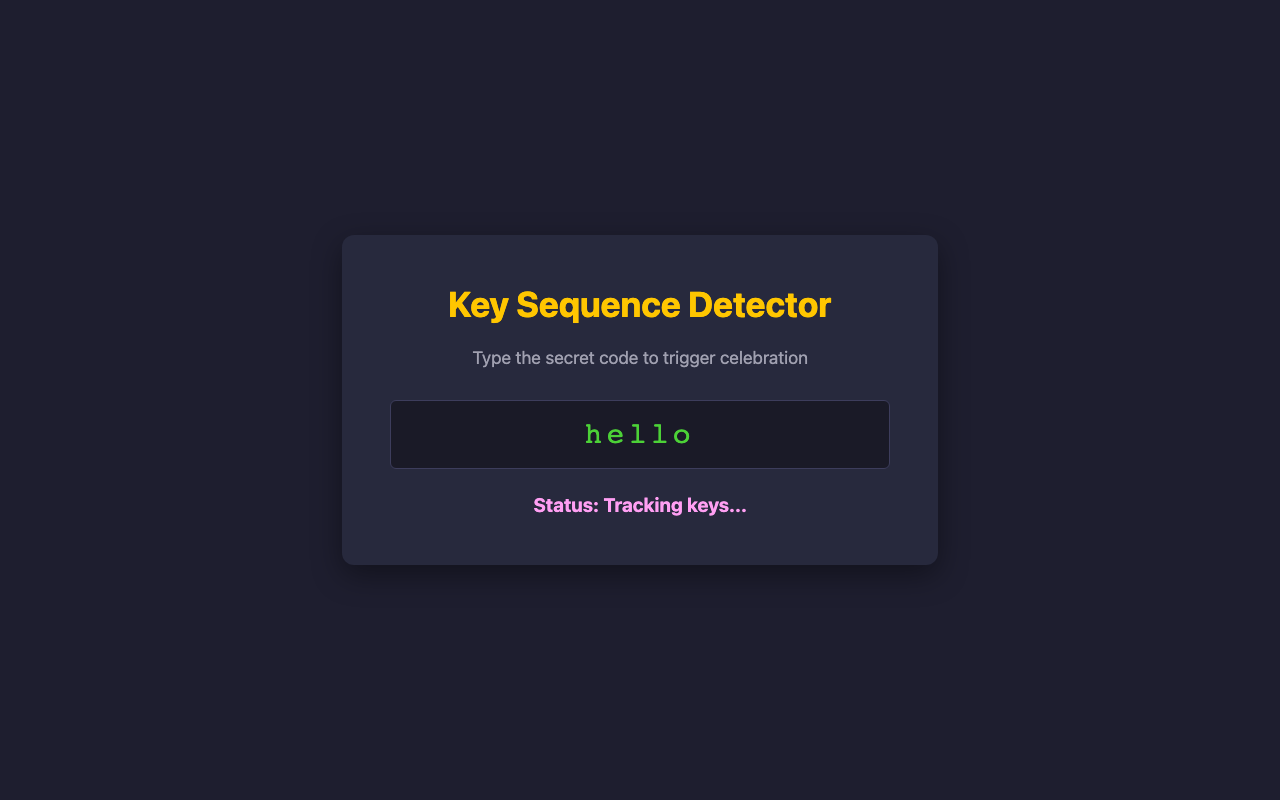 Key Sequence Detector
Type the secret code to trigger celebration
hello
Status: Tracking keys...